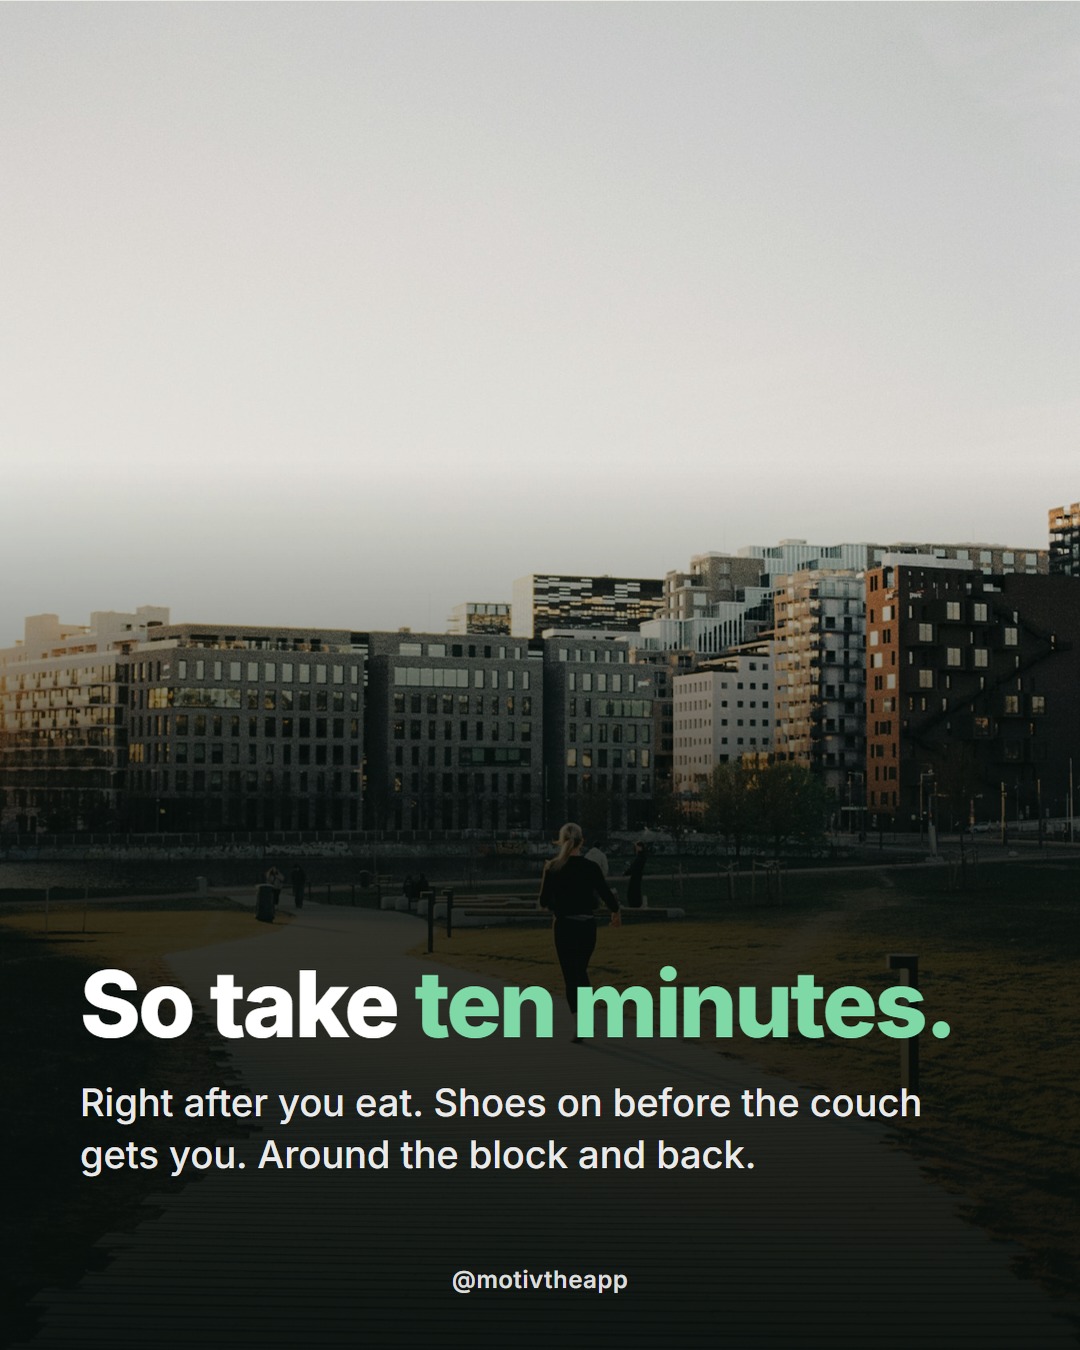 So take ten minutes.
Right after you eat. Shoes on before the couch
gets you. Around the block and back.
@motivtheapp